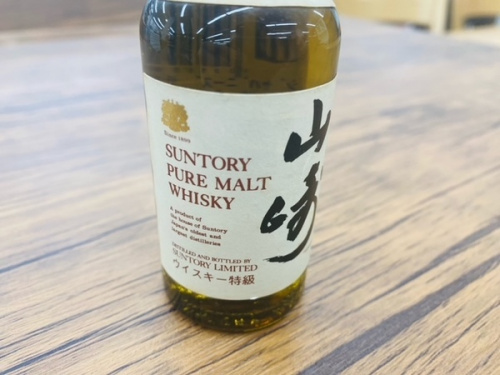 Since 1899
SUNTORY
PURE MALT
WHISKY
A product of
the house of Suntory
Japan's oldest and
largest distilleries
DISTILLED AND BOTTLED BY
SUNTORY LIMITED
ウイスキー特級
山崎